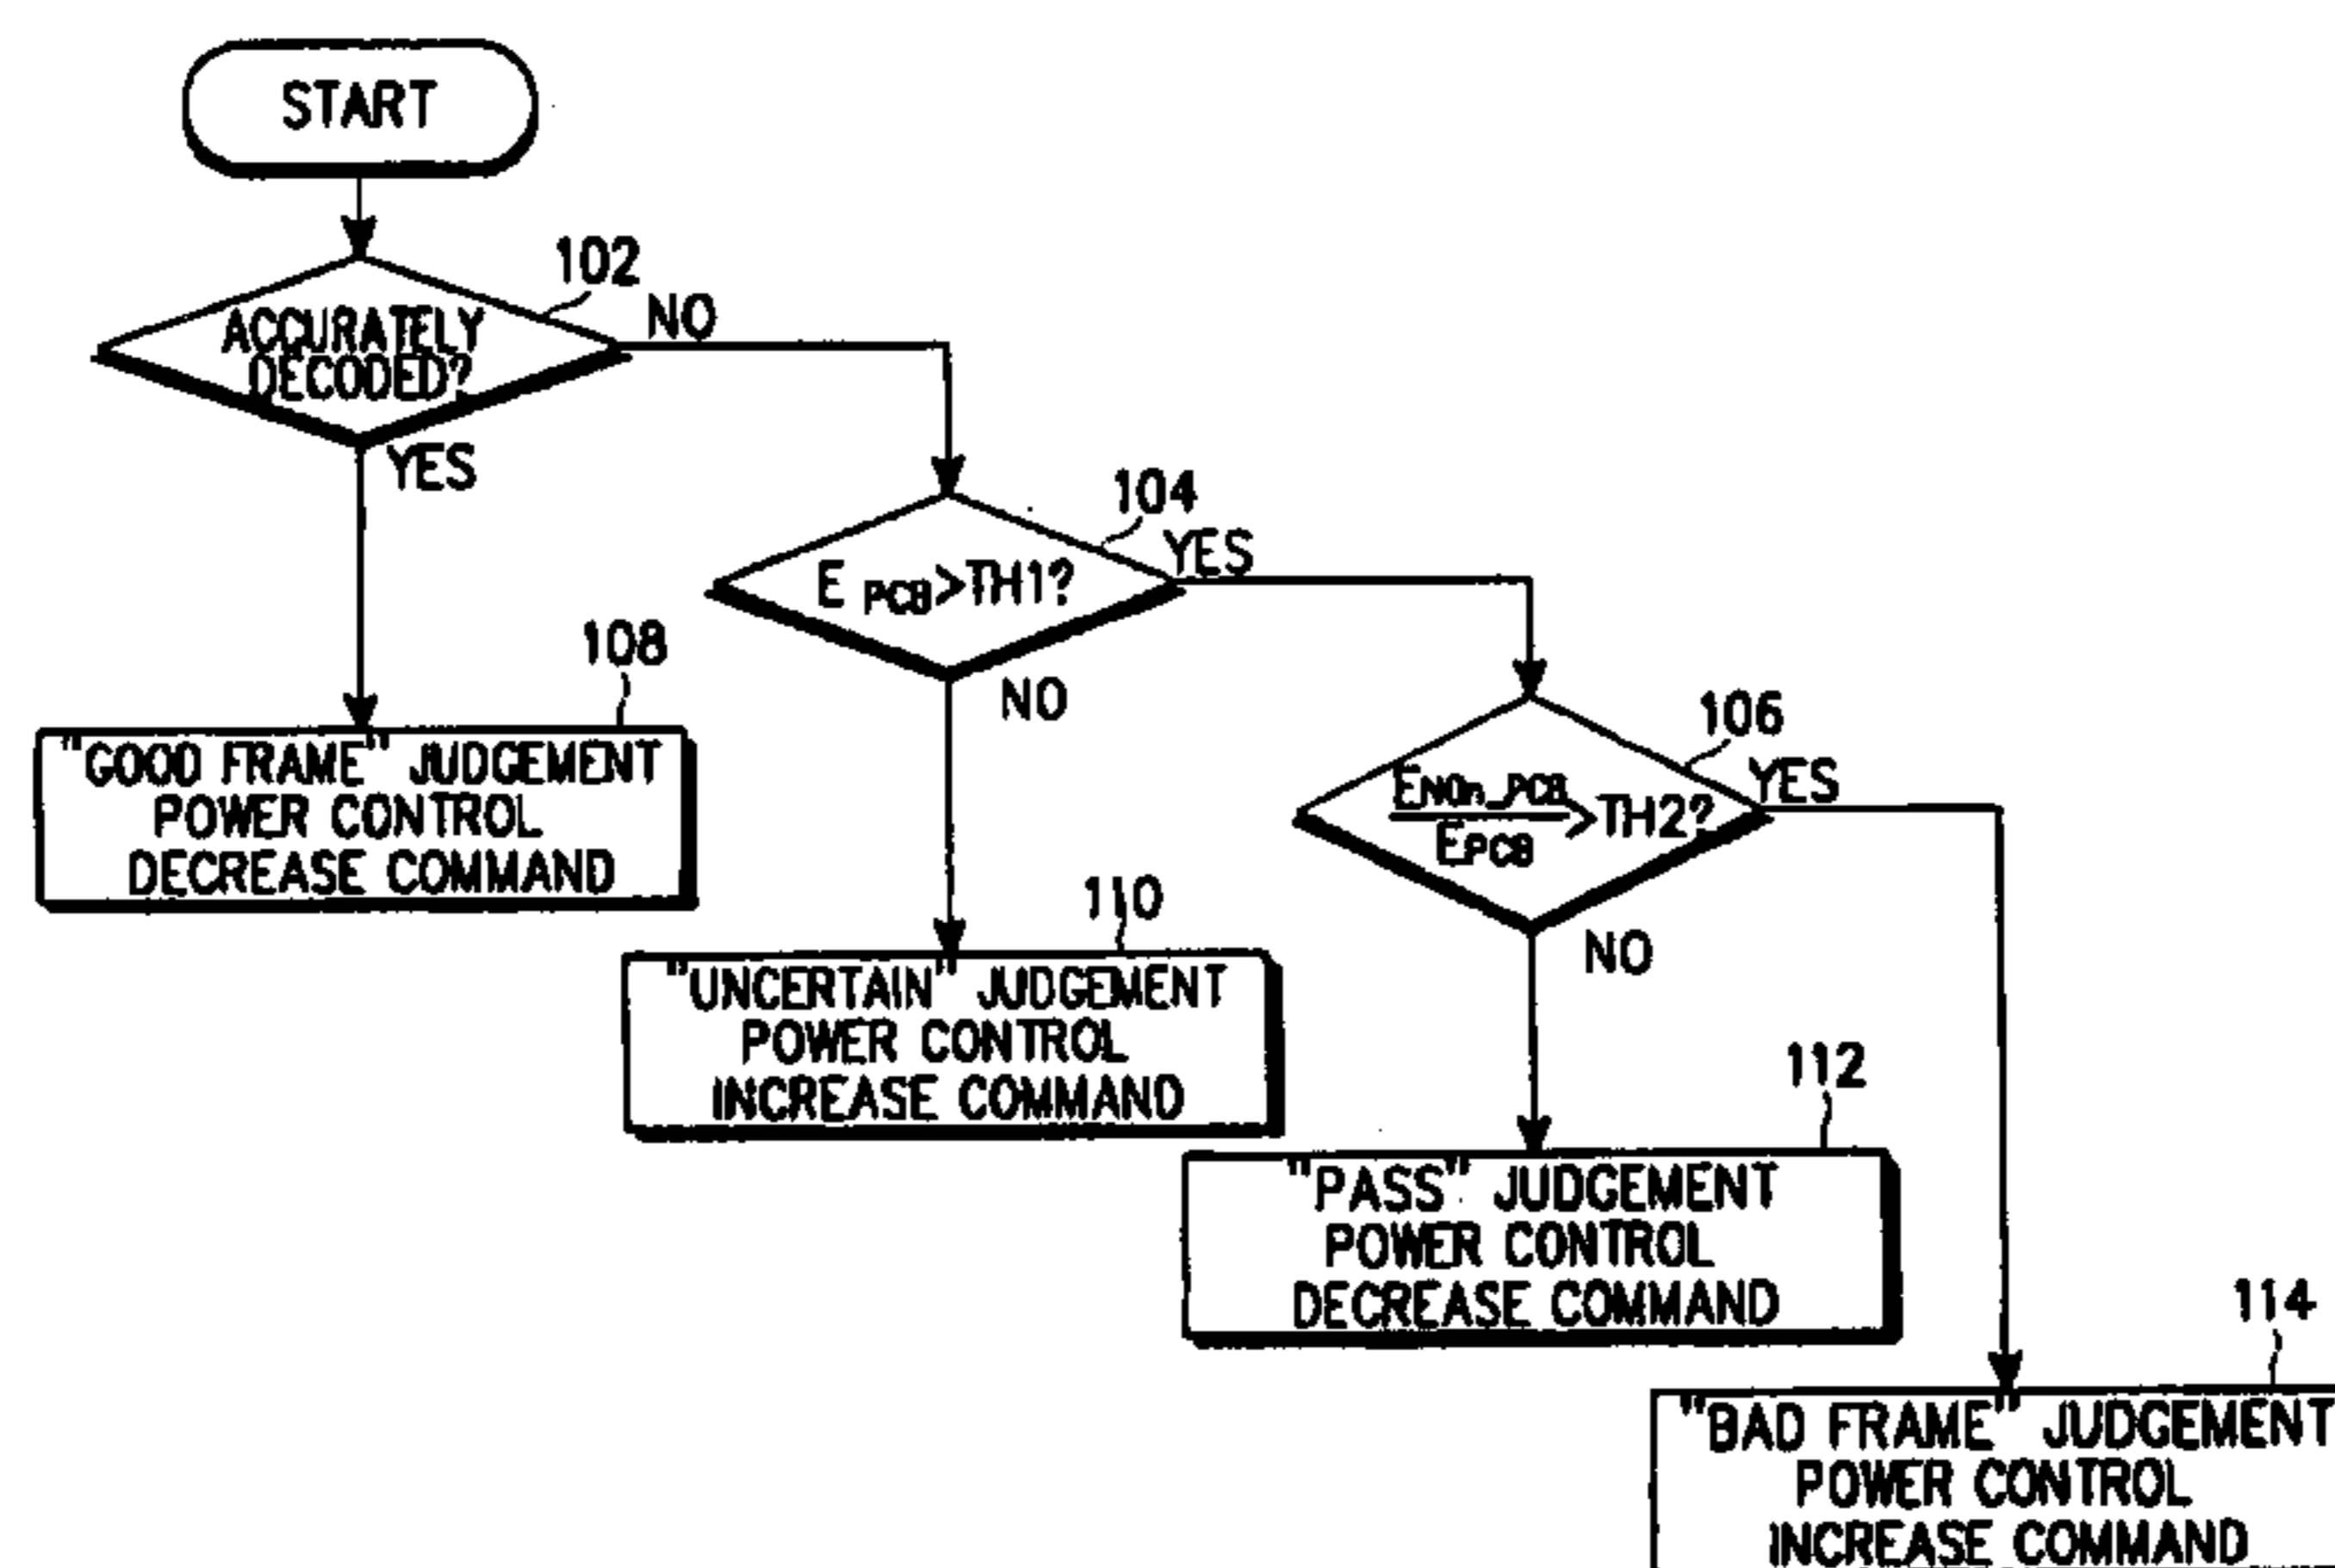 START
102
NO
ACCURATELY
DECODED?
YES
104
YES
E PCB>TH1?
NO
108
"GOOD FRAME" JUDGEMENT
POWER CONTROL
DECREASE COMMAND
106
YES
ENOn_PCB
>TH2?
EPCB
NO
110
"UNCERTAIN" JUDGEMENT
POWER CONTROL
INCREASE COMMAND
112
"PASS" JUDGEMENT
POWER CONTROL
DECREASE COMMAND
114
"BAD FRAME" JUDGEMENT
POWER CONTROL
INCREASE COMMAND